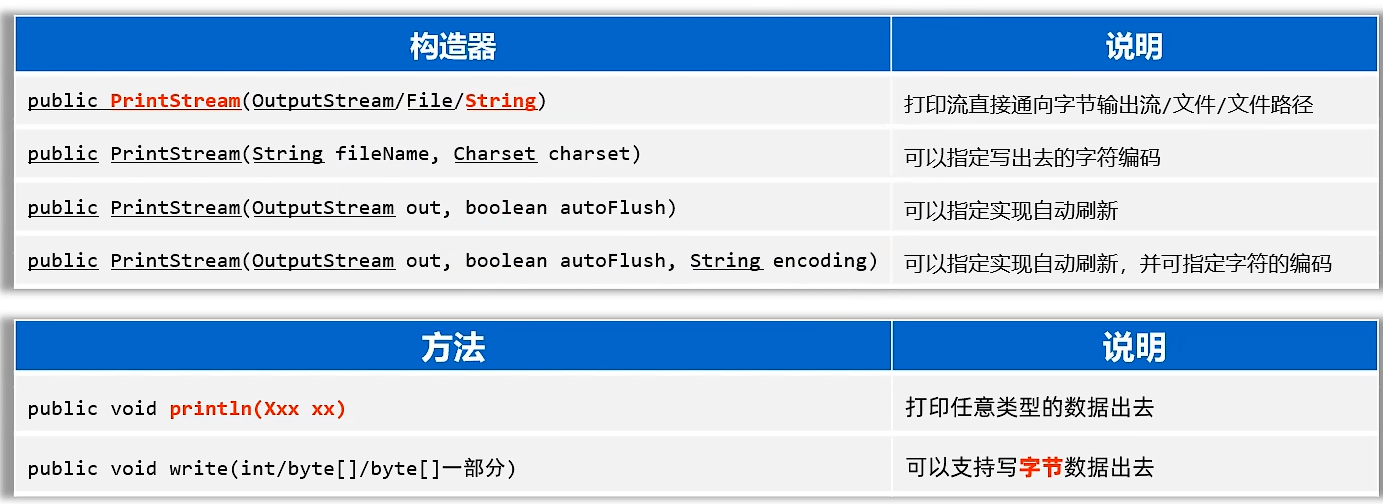 构造器 说明
public PrintStream(OutputStream/File/String) 打印流直接通向字节输出流/文件/文件路径
public PrintStream(String fileName, Charset charset) 可以指定写出去的字符编码
public PrintStream(OutputStream out, boolean autoFlush) 可以指定实现自动刷新
public PrintStream(OutputStream out, boolean autoFlush, String encoding) 可以指定实现自动刷新，并可指定字符的编码
方法 说明
public void println(Xxx xx) 打印任意类型的数据出去
public void write(int/byte[]/byte[]一部分) 可以支持写字节数据出去